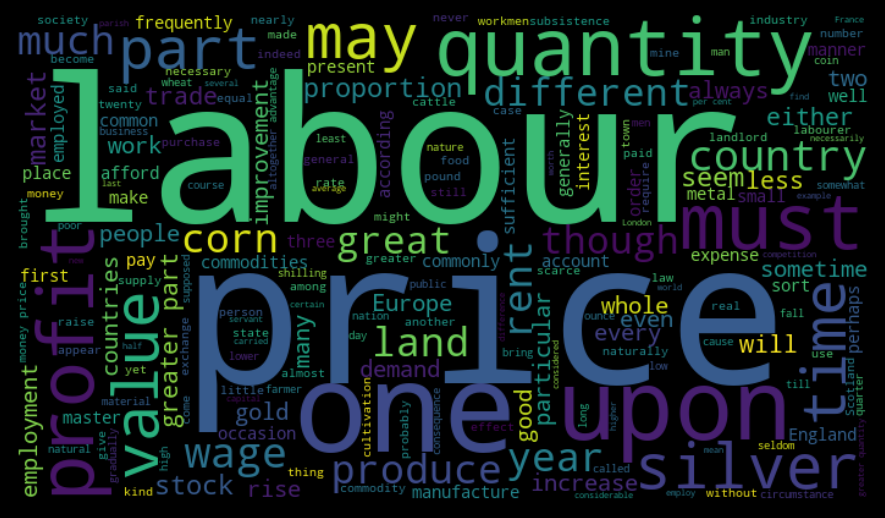 society
frequently
nearly
made
never
workmen
subsistence
industry
France
parish
much
part
may
quantity
become
necessary
several
indeed
present
mine
man
number
manner
coin
said
wheat
advantage
labour
proportion
cattle
different
always
two
market
employed
twenty
equal
trade
common
business
work
purchase
improvement
altogether
least
general
nature
according
case
per cent
find
either
well
place
afford
rate
food
pound
still
sufficient
generally
interest
town
men
landlord
labourer
paid
order
require
necessarily
country
money
make
last
course
average
might
worth
London
seem
less
metal
small
somewhat
example
poor
brought
people
corn
three
great
though
must
profit
now
first
pay
supply
shilling
commodities
greater
commonly
account
scarce
expense
competition
sometime
value
countries
greater part
supposed
person
among
public
Europe
rent
law
sort
real
fall
perhaps
price
servant
certain
world
whole
even
will
time
raise
state
nation
another
many
particular
every
ounce
cause
use
Scotland
money price
appear
half
exchange
carried
lower
day
almost
land
difference
bring
naturally
low
till
quarter
yet
material
come
little
farmer
demand
considered
one
upon
employment
master
capital
gold
cultivation
probably
effect
good
long
higher
England
give
natural
gradually
high
occasion
consequence
wage
produce
year
mean
seldom
silver
greater quantity
kind
stock
thing
rise
commodity
manufacture
called
increase
considerable
employ
without
circumstance